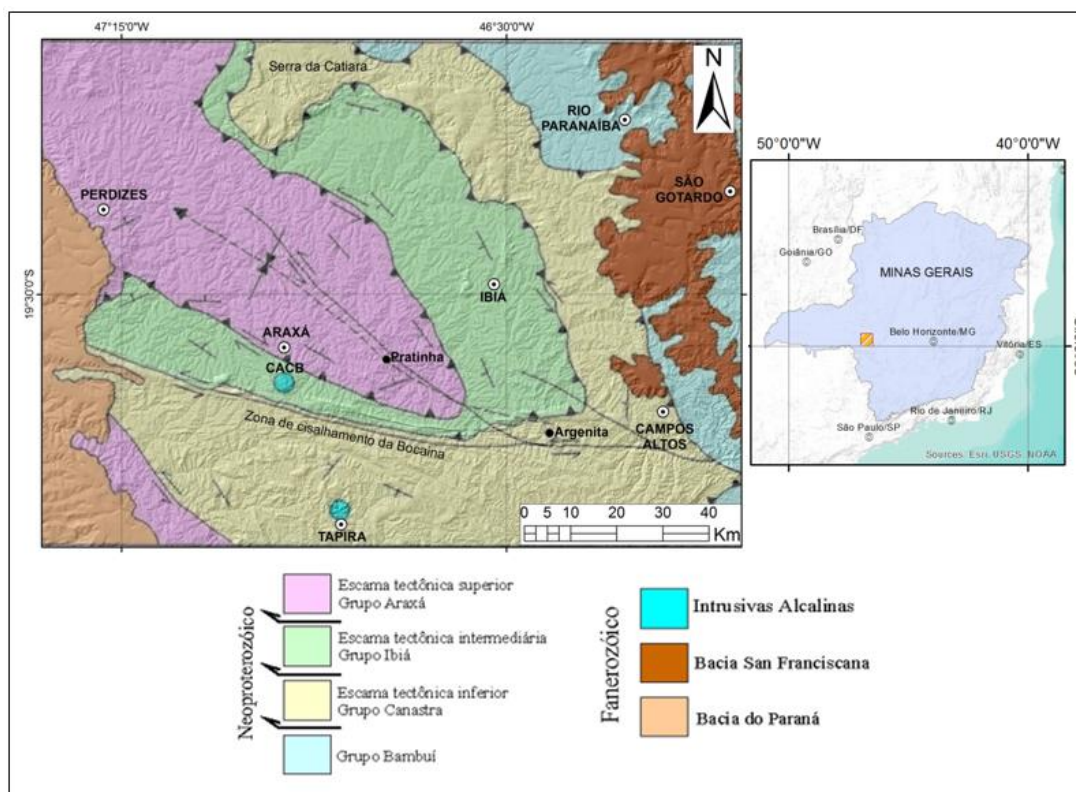 47°15'0"W
46°30'0"W
Serra da Catiara
N
RIO
PARANAÍBA
SÃO
GOTARDO
PERDIZES
19°30'0"S
IBIÁ
ARAXÁ
Pratinha
CACB
Zona de cisalhamento da Bocaina
Argenita
CAMPOS
ALTOS
TAPIRA
0 5 10 20 30 40
Km
50°0'0"W
40°0'0"W
Brasília/DF
Goiânia/GO
MINAS GERAIS
Belo Horizonte/MG
Vitória/ES
Rio de Janeiro/RJ
São Paulo/SP
Sources: Esri, USGS, NOAA
Neoproterozóico
Escama tectônica superior
Grupo Araxá
Escama tectônica intermediária
Grupo Ibiá
Escama tectônica inferior
Grupo Canastra
Grupo Bambuí
Fanerozóico
Intrusivas Alcalinas
Bacia San Franciscana
Bacia do Paraná